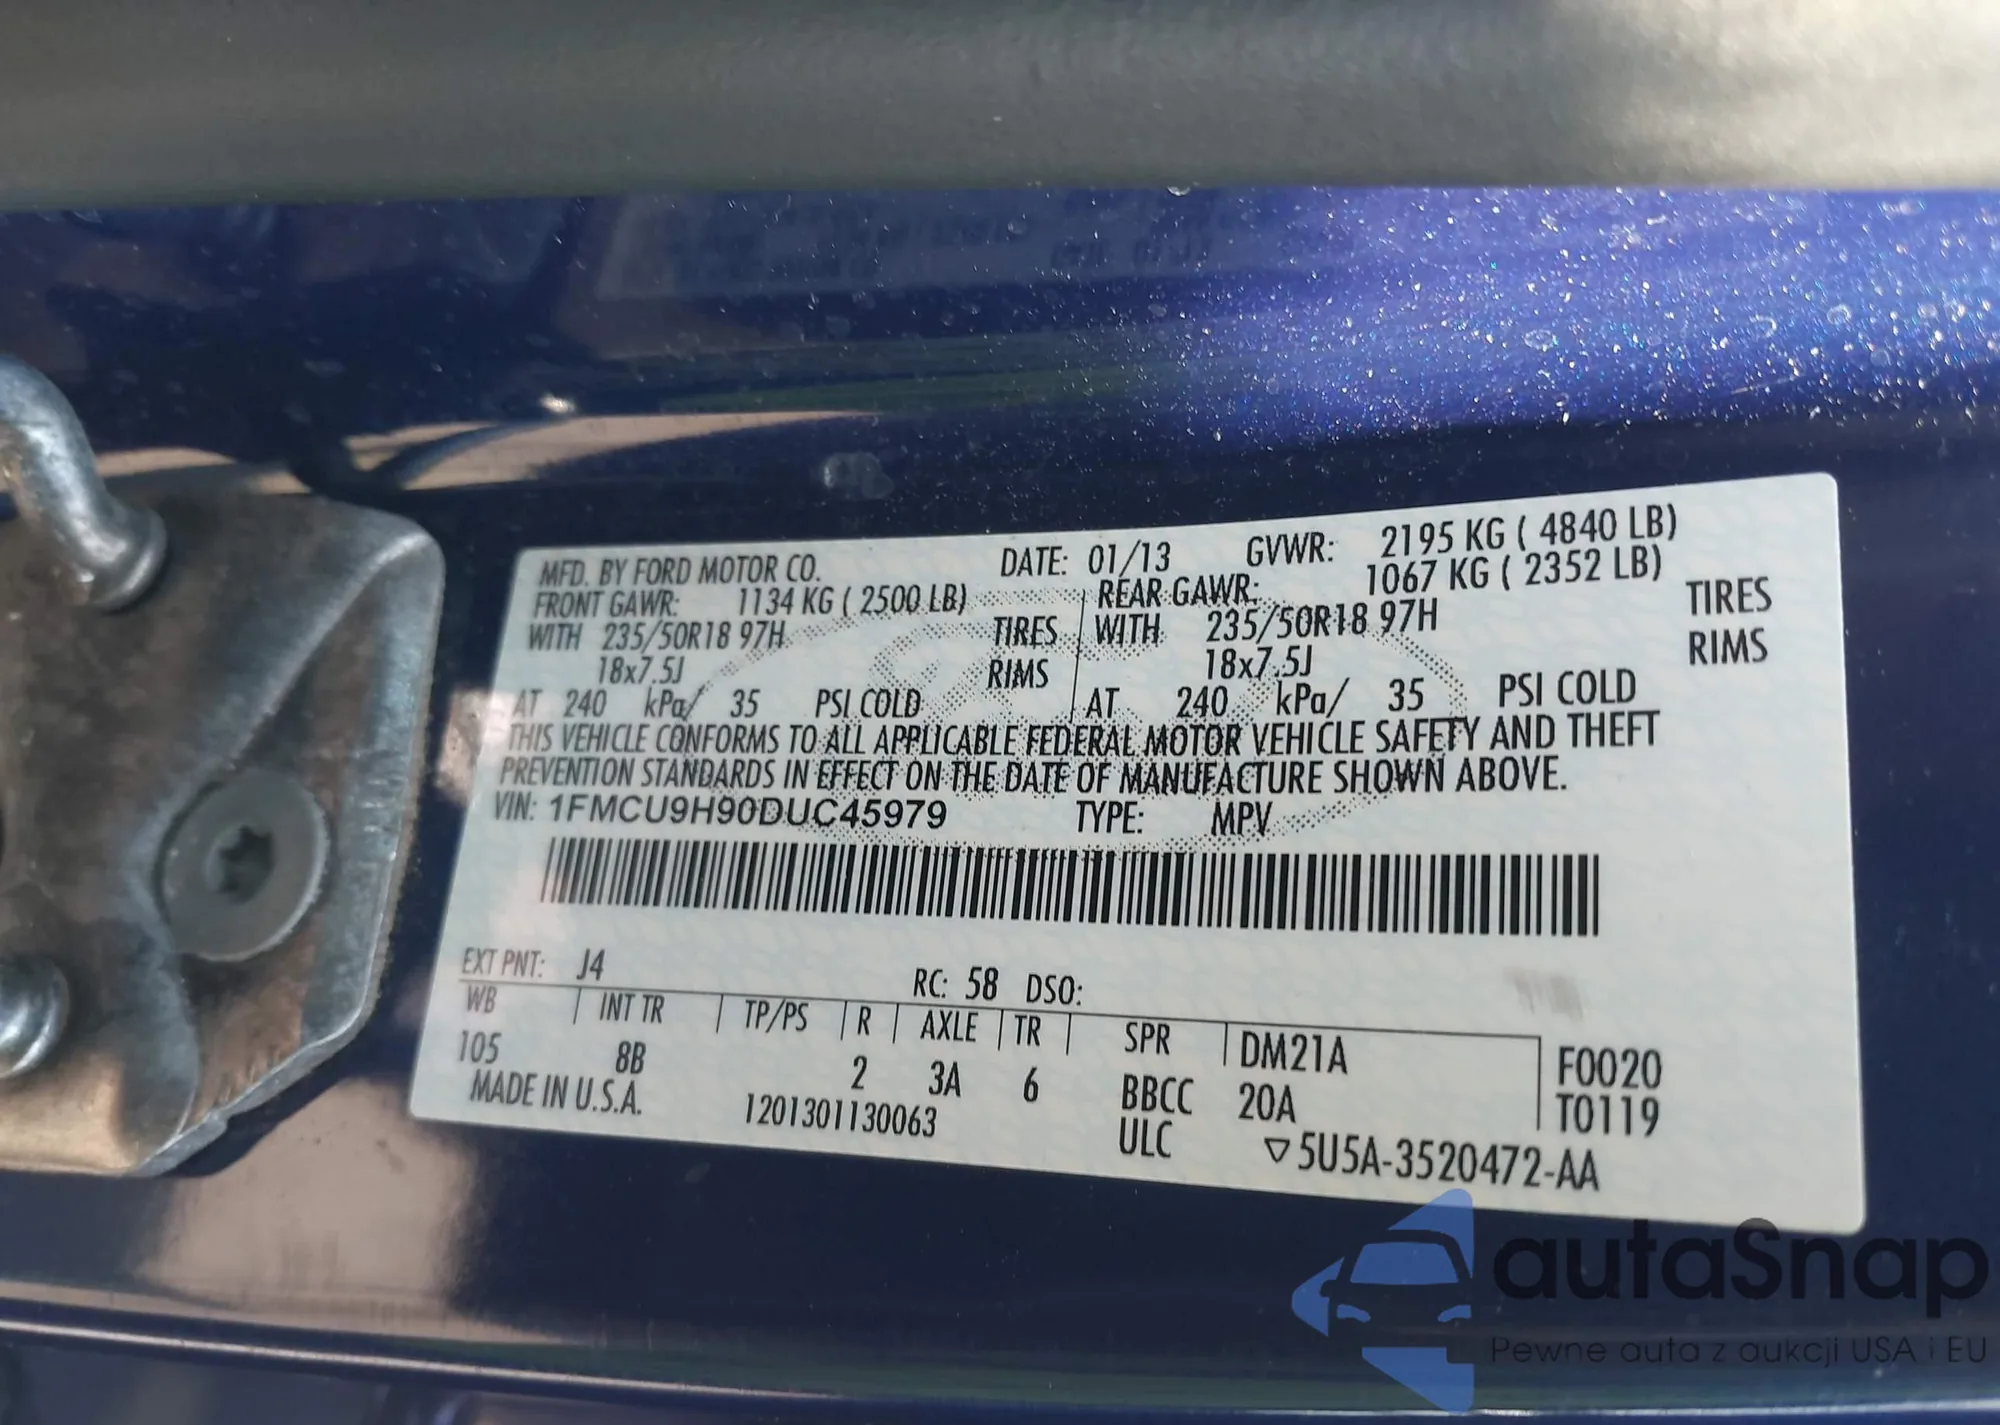 MFD. BY FORD MOTOR CO. DATE: 01/13 GVWR: 2195 KG ( 4840 LB)
FRONT GAWR: 1134 KG ( 2500 LB) REAR GAWR: 1067 KG ( 2352 LB)
WITH 235/50R18 97H TIRES WITH 235/50R18 97H TIRES
18x7.5J RIMS 18x7.5J RIMS
AT 240 kPa/ 35 PSI COLD AT 240 kPa/ 35 PSI COLD
THIS VEHICLE CONFORMS TO ALL APPLICABLE FEDERAL MOTOR VEHICLE SAFETY AND THEFT
PREVENTION STANDARDS IN EFFECT ON THE DATE OF MANUFACTURE SHOWN ABOVE.
VIN: 1FMCU9H90DUC45979 TYPE: MPV
EXT PNT: J4 RC: 58 DSO:
WB INT TR TP/PS R AXLE TR SPR DM21A F0020
105 8B 2 3A 6 BBCC 20A T0119
MADE IN U.S.A. 1201301130063 ULC ▽5U5A-3520472-AA
autaSnap
Pewne auta z aukcji USA i EU